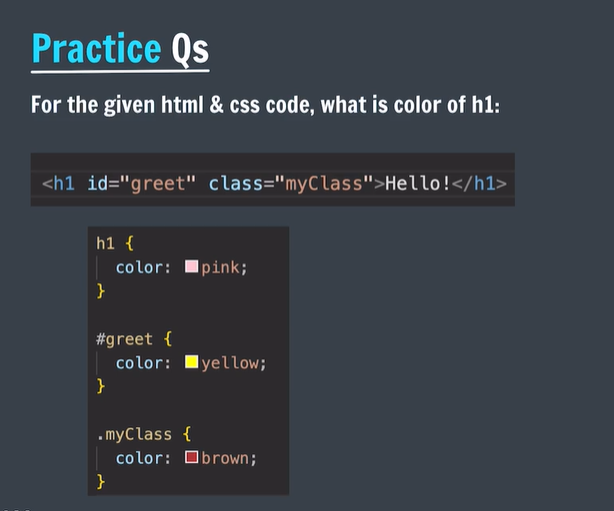 Practice Qs
For the given html & css code, what is color of h1:
<h1 id="greet" class="myClass">Hello!</h1>
h1 {
color: pink;
}
#greet {
color: yellow;
}
.myClass {
color: brown;
}